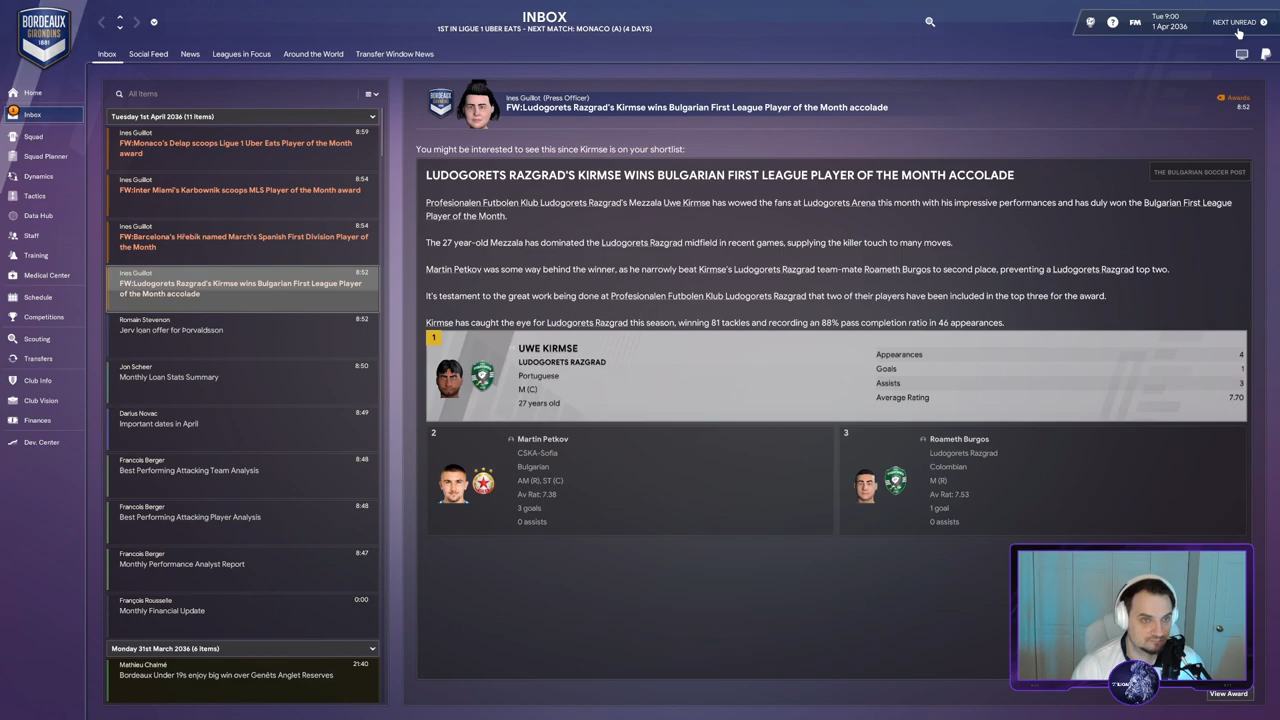 BORDEAUX
GIRONDINS
1881
INBOX
1ST IN LIGUE 1 UBER EATS - NEXT MATCH: MONACO (A) (4 DAYS)
FM
Tue 9:00
1 Apr 2036
NEXT UNREAD
Inbox
Social Feed
News
Leagues in Focus
Around the World
Transfer Window News
Home
Inbox
Squad
Squad Planner
Dynamics
Tactics
Data Hub
Staff
Training
Medical Center
Schedule
Competitions
Scouting
Transfers
Club Info
Club Vision
Finances
Dev. Center
All Items
Tuesday 1st April 2036 (11 items)
Ines Guillot 8:59
FW:Monaco's Delap scoops Ligue 1 Uber Eats Player of the Month
award
Ines Guillot 8:54
FW:Inter Miami's Karbownik scoops MLS Player of the Month award
Ines Guillot 8:54
FW:Barcelona's Hřebík named March's Spanish First Division Player of
the Month
Ines Guillot 8:52
FW:Ludogorets Razgrad's Kirmse wins Bulgarian First League Player
of the Month accolade
Romain Stevenon 8:52
Jerv loan offer for Þorvaldsson
Jon Scheer 8:50
Monthly Loan Stats Summary
Darius Novac 8:49
Important dates in April
Francois Berger 8:48
Best Performing Attacking Team Analysis
Francois Berger 8:48
Best Performing Attacking Player Analysis
Francois Berger 8:47
Monthly Performance Analyst Report
François Rousselle 0:00
Monthly Financial Update
Monday 31st March 2036 (6 items)
Mathieu Chalmé 21:40
Bordeaux Under 19s enjoy big win over Genêts Anglet Reserves
Ines Guillot (Press Officer)
FW:Ludogorets Razgrad's Kirmse wins Bulgarian First League Player of the Month accolade
Awards
8:52
You might be interested to see this since Kirmse is on your shortlist:
LUDOGORETS RAZGRAD'S KIRMSE WINS BULGARIAN FIRST LEAGUE PLAYER OF THE MONTH ACCOLADE
THE BULGARIAN SOCCER POST
Profesionalen Futbolen Klub Ludogorets Razgrad's Mezzala Uwe Kirmse has wowed the fans at Ludogorets Arena this month with his impressive performances and has duly won the Bulgarian First League
Player of the Month.
The 27 year-old Mezzala has dominated the Ludogorets Razgrad midfield in recent games, supplying the killer touch to many moves.
Martin Petkov was some way behind the winner, as he narrowly beat Kirmse's Ludogorets Razgrad team-mate Roameth Burgos to second place, preventing a Ludogorets Razgrad top two.
It's testament to the great work being done at Profesionalen Futbolen Klub Ludogorets Razgrad that two of their players have been included in the top three for the award.
Kirmse has caught the eye for Ludogorets Razgrad this season, winning 81 tackles and recording an 88% pass completion ratio in 46 appearances.
1
UWE KIRMSE
LUDOGORETS RAZGRAD
Portuguese
M (C)
27 years old
Appearances 4
Goals 1
Assists 3
Average Rating 7.70
2
Martin Petkov
CSKA-Sofia
Bulgarian
AM (R), ST (C)
Av Rat: 7.38
3 goals
0 assists
3
Roameth Burgos
Ludogorets Razgrad
Colombian
M (R)
Av Rat: 7.53
1 goal
0 assists
View Award